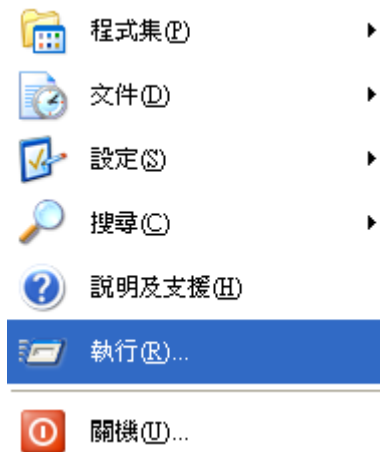 程式集(P)
文件(D)
設定(S)
搜尋(C)
說明及支援(H)
執行(R)...
關機(U)...